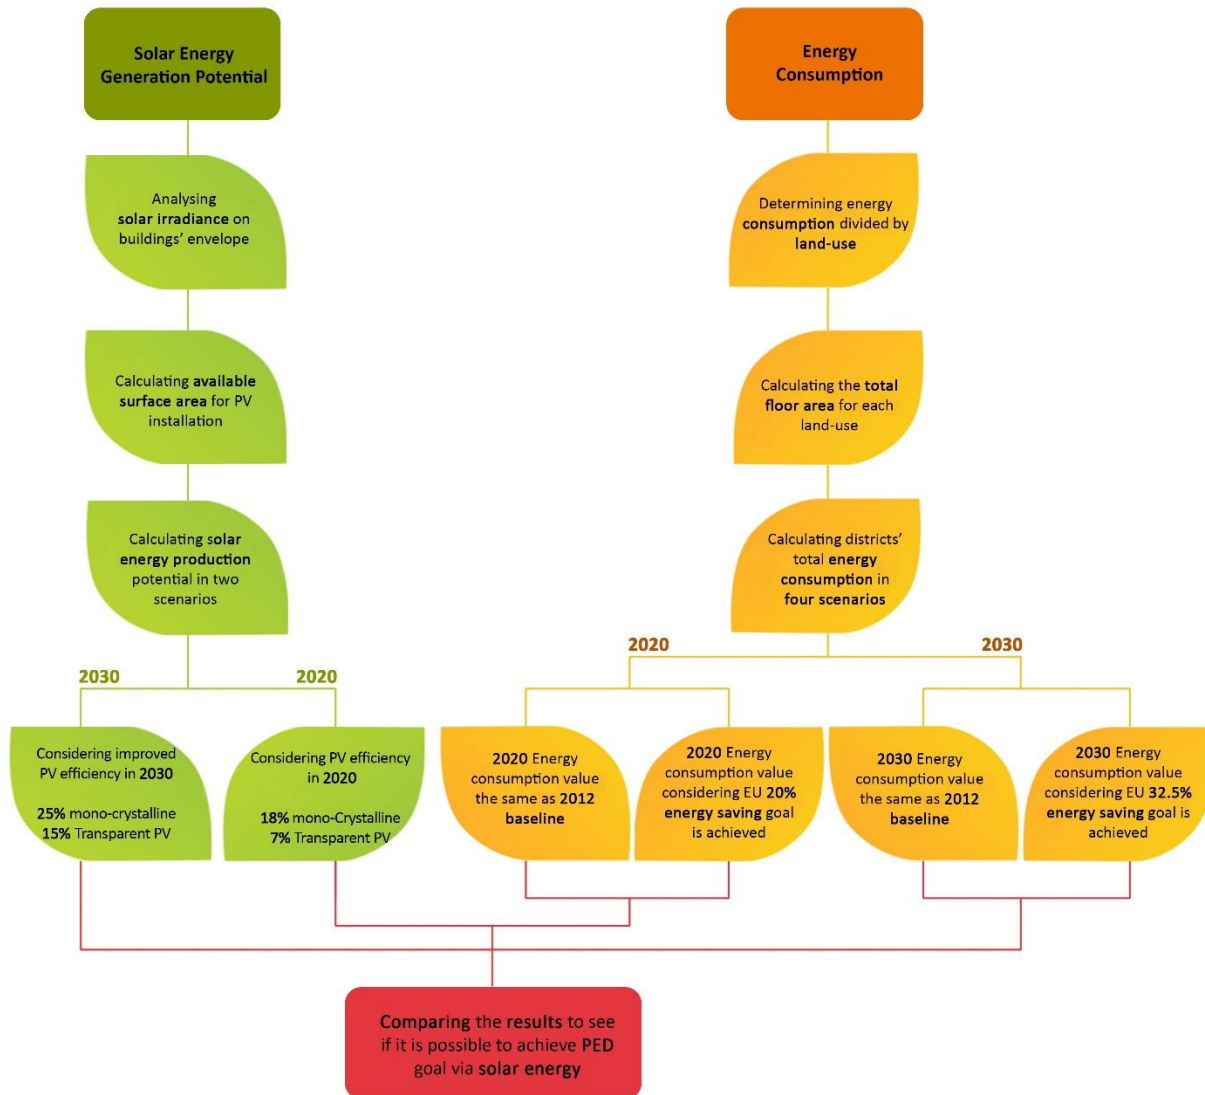 Solar Energy
Generation Potential
Energy
Consumption
Analysing
solar irradiance on
buildings' envelope
Determining energy
consumption divided by
land-use
Calculating available
surface area for PV
installation
Calculating the total
floor area for each
land-use
Calculating solar
energy production
potential in two
scenarios
Calculating districts'
total energy
consumption in
four scenarios
2030
2020
2020
2030
Considering improved
PV efficiency in 2030
25% mono-crystalline
15% Transparent PV
Considering PV efficiency
in 2020
18% mono-Crystalline
7% Transparent PV
2020 Energy
consumption value
the same as 2012
baseline
2020 Energy
consumption value
considering EU 20%
energy saving goal
is achieved
2030 Energy
consumption value
the same as 2012
baseline
2030 Energy
consumption value
considering EU 32.5%
energy saving goal is
achieved
Comparing the results to see
if it is possible to achieve PED
goal via solar energy